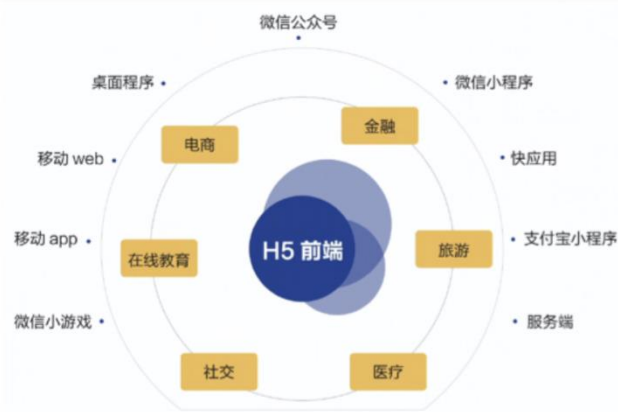 微信公众号
桌面程序
微信小程序
电商
金融
移动 web
快应用
移动 app
在线教育
H5 前端
旅游
支付宝小程序
微信小游戏
服务端
社交
医疗